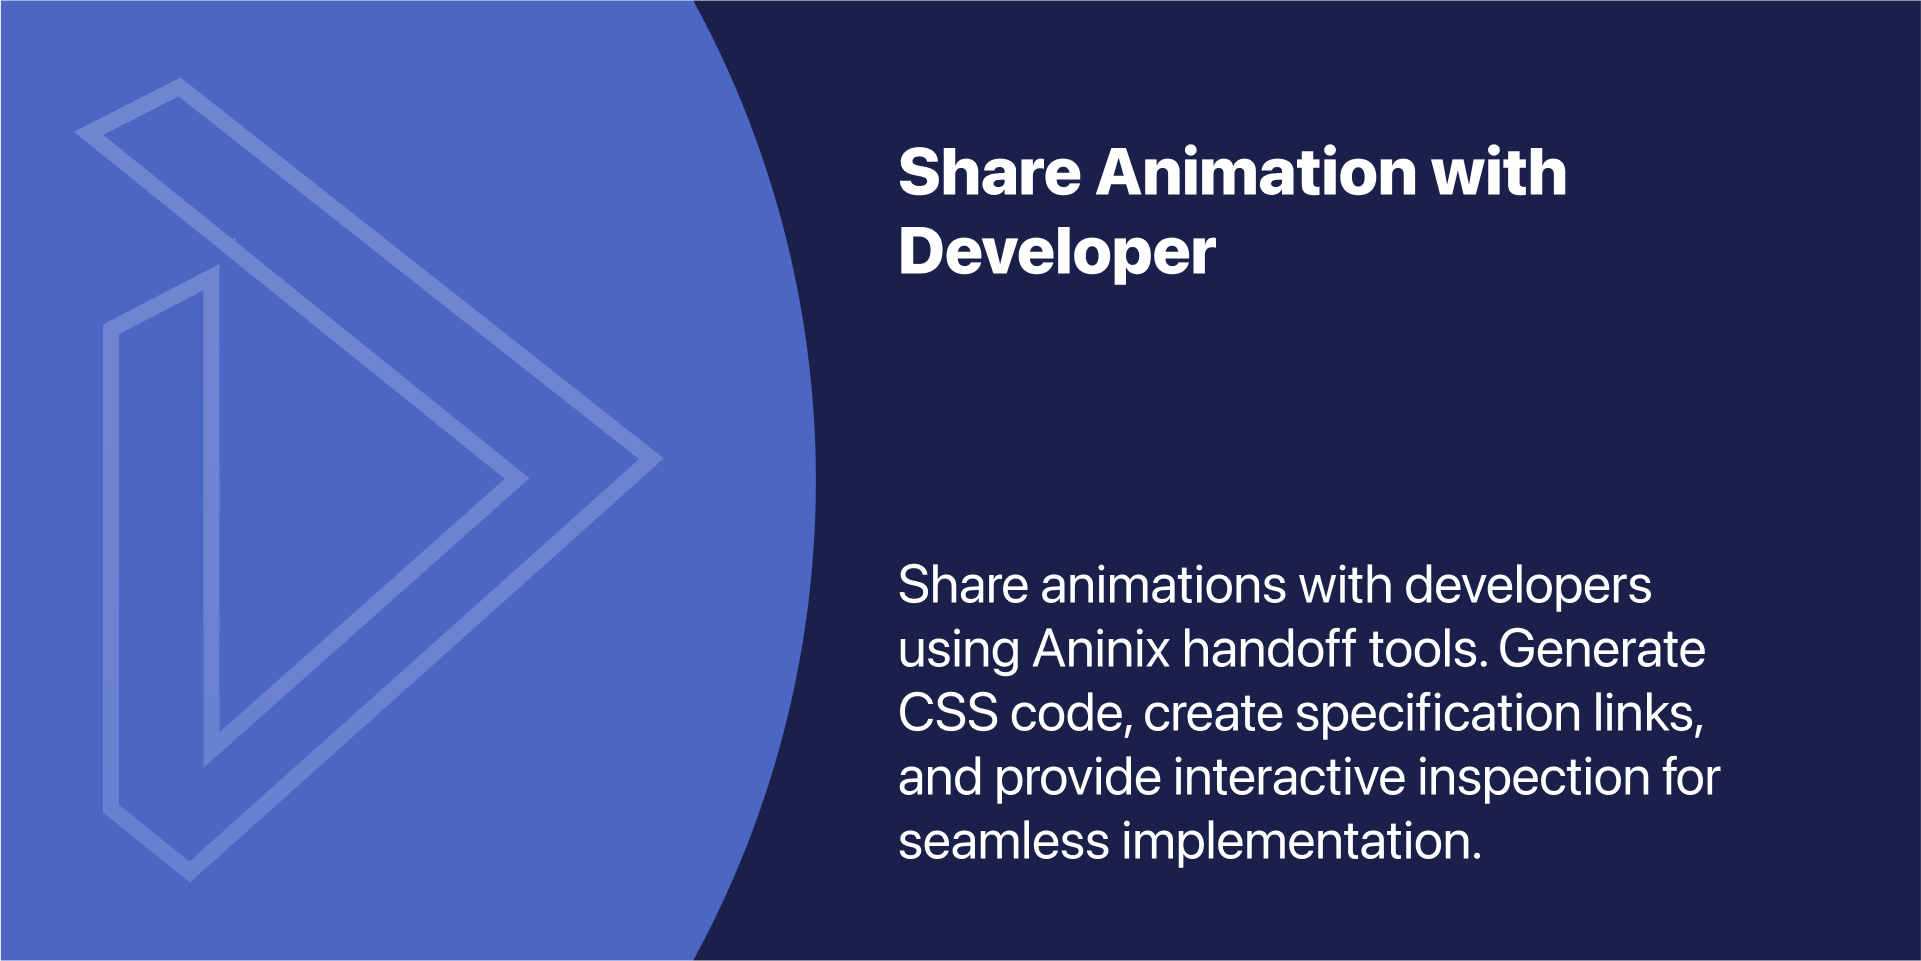 Share Animation with
Developer
Share animations with developers
using Aninix handoff tools. Generate
CSS code, create specification links,
and provide interactive inspection for
seamless implementation.